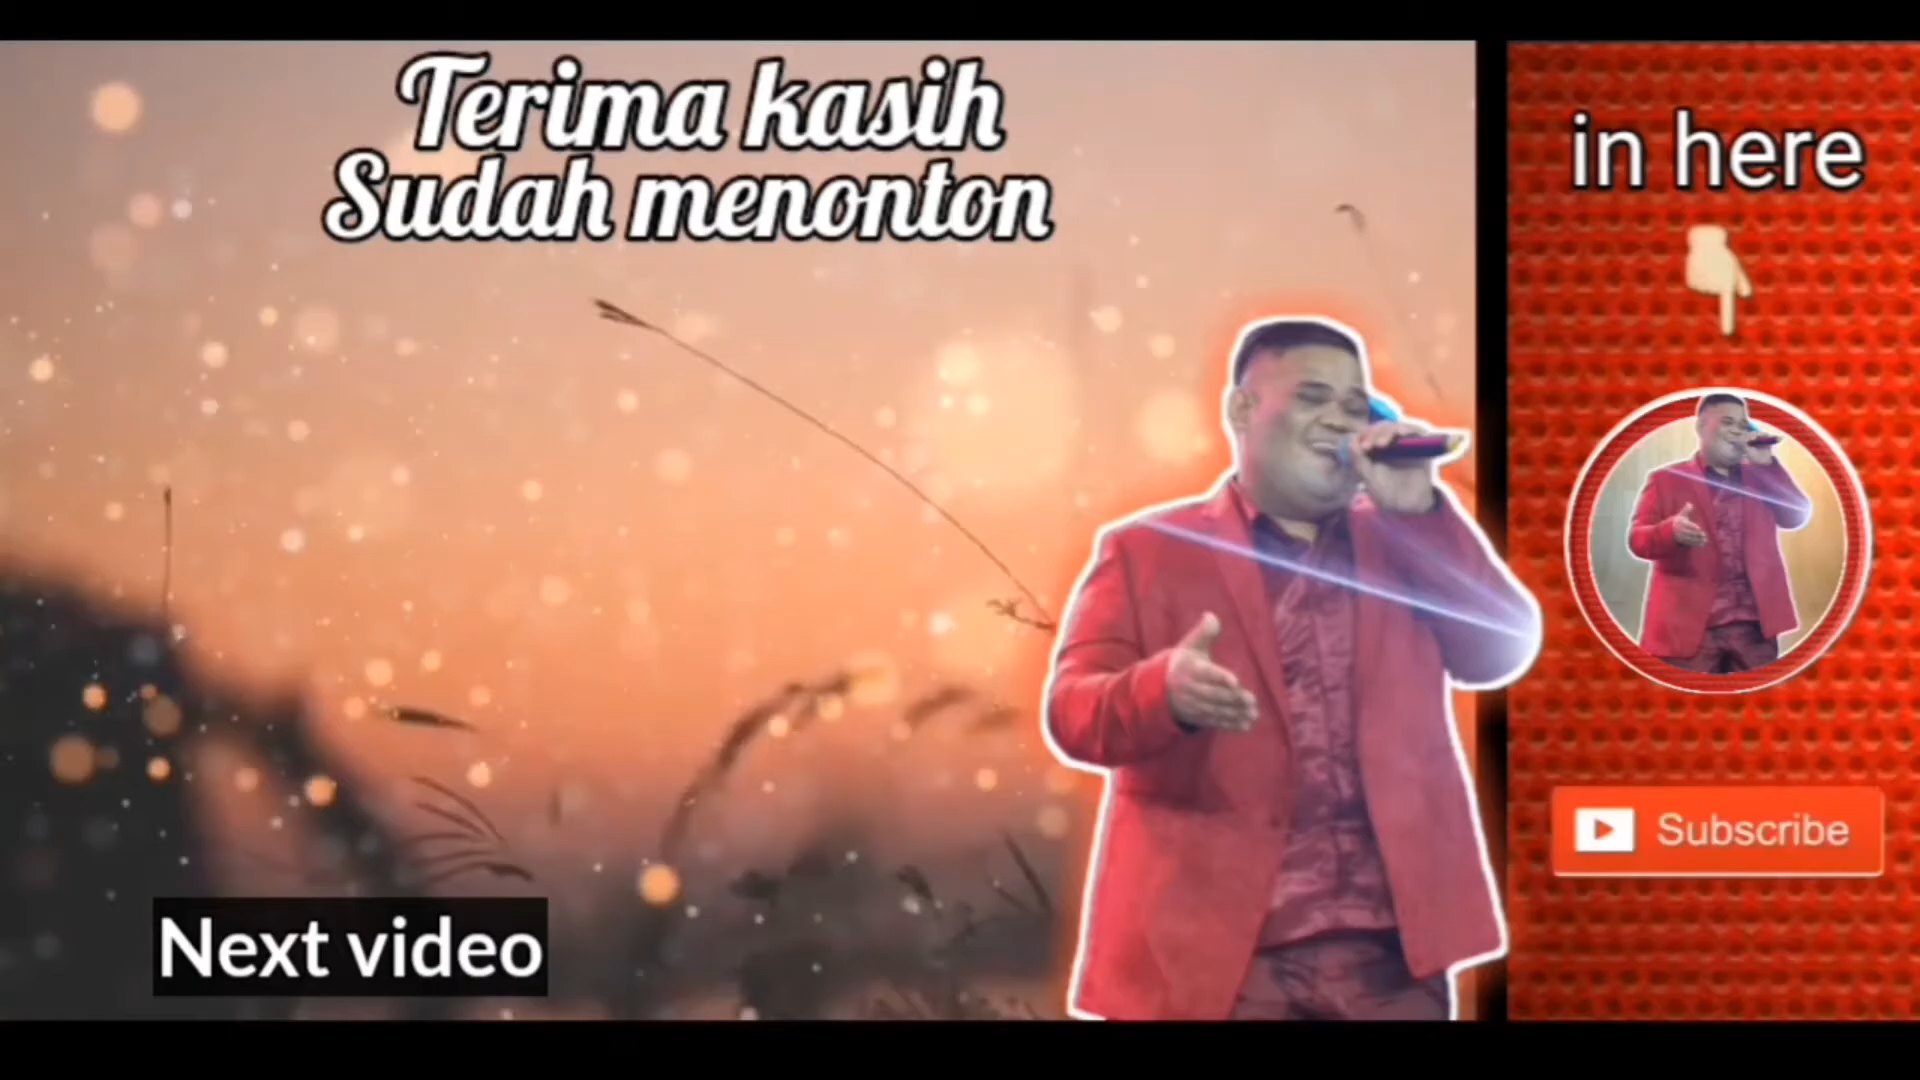 Terima kasih
Sudah menonton
in here
Subscribe
Next video